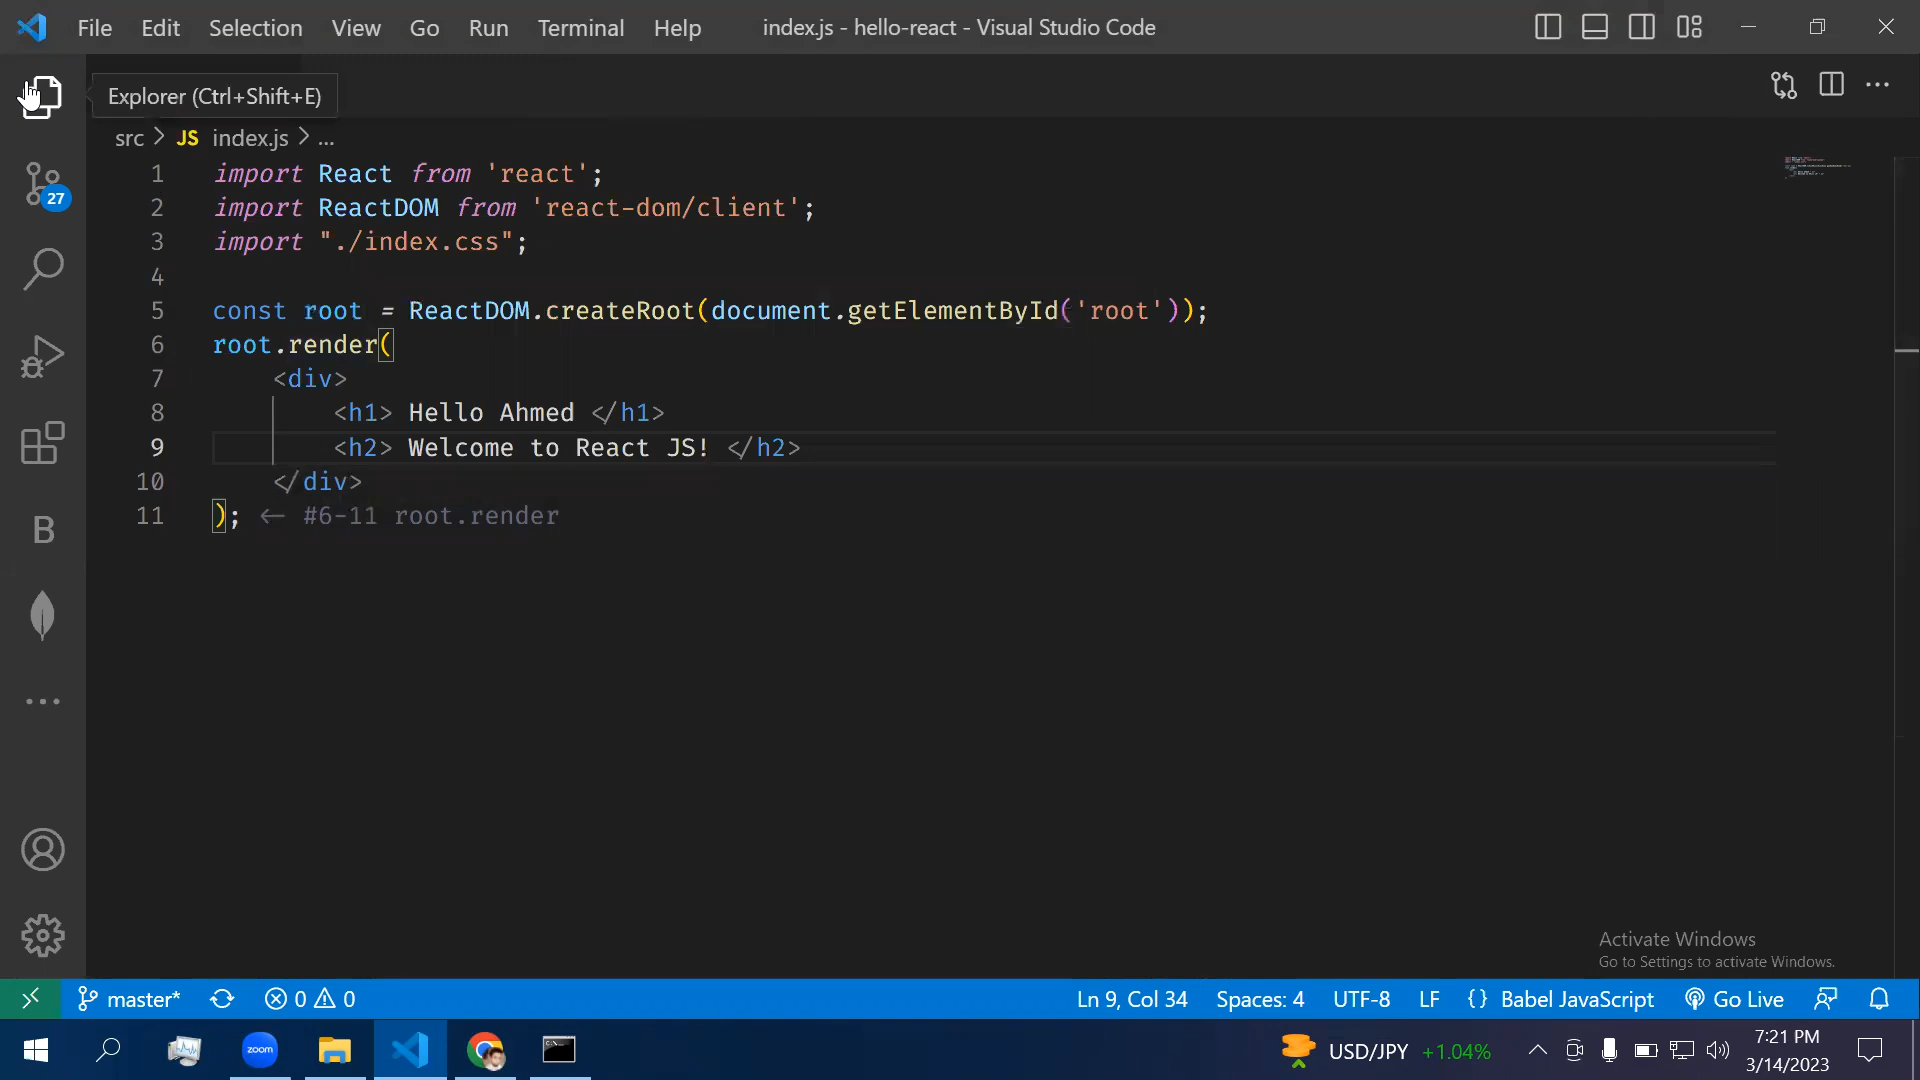 File Edit Selection View Go Run Terminal Help index.js - hello-react - Visual Studio Code
Explorer (Ctrl+Shift+E)
src > JS index.js > ...
1 import React from 'react';
2 import ReactDOM from 'react-dom/client';
3 import "./index.css";
4
5 const root = ReactDOM.createRoot(document.getElementById('root'));
6 root.render(
7 <div>
8 <h1> Hello Ahmed </h1>
9 <h2> Welcome to React JS! </h2>
10 </div>
11 ); <- #6-11 root.render
27
B
Activate Windows
Go to Settings to activate Windows.
master* 0 0 Ln 9, Col 34 Spaces: 4 UTF-8 LF {} Babel JavaScript Go Live
zoom USD/JPY +1.04% 7:21 PM
3/14/2023